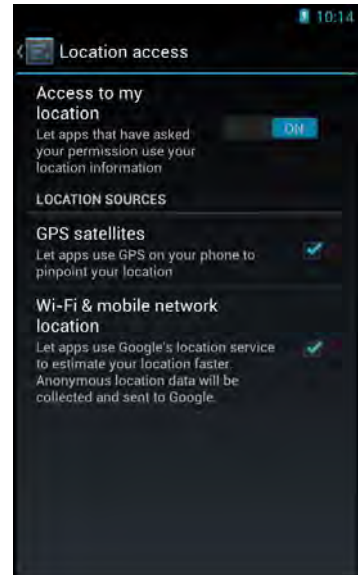 10:14
Location access
Access to my
location
Let apps that have asked
your permission use your
location information
ON
LOCATION SOURCES
GPS satellites
Let apps use GPS on your phone to
pinpoint your location
Wi-Fi & mobile network
location
Let apps use Google's location service
to estimate your location faster.
Anonymous location data will be
collected and sent to Google.